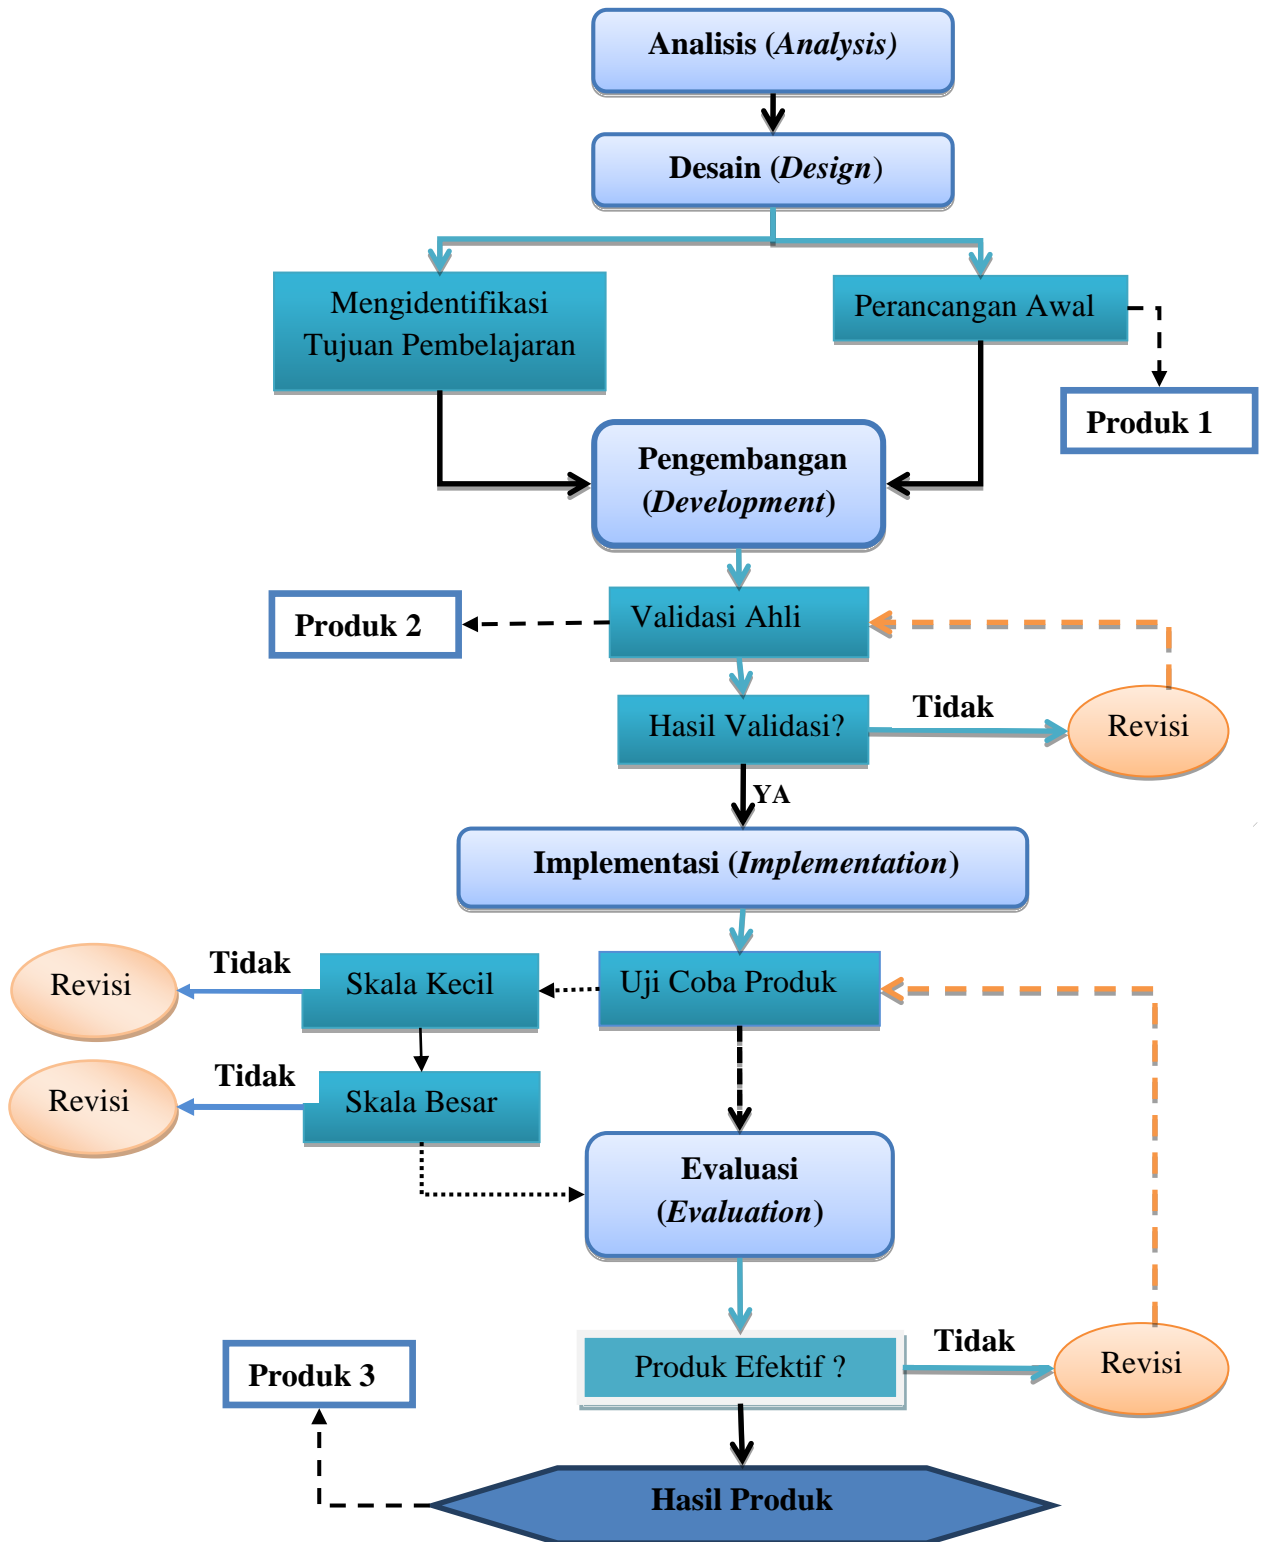 Analisis (Analysis)
Desain (Design)
Mengidentifikasi
Tujuan Pembelajaran
Perancangan Awal
Produk 1
Pengembangan
(Development)
Produk 2
Validasi Ahli
Hasil Validasi?
Tidak
Revisi
YA
Implementasi (Implementation)
Revisi
Tidak
Skala Kecil
Uji Coba Produk
Revisi
Tidak
Skala Besar
Evaluasi
(Evaluation)
Produk 3
Produk Efektif ?
Tidak
Revisi
Hasil Produk